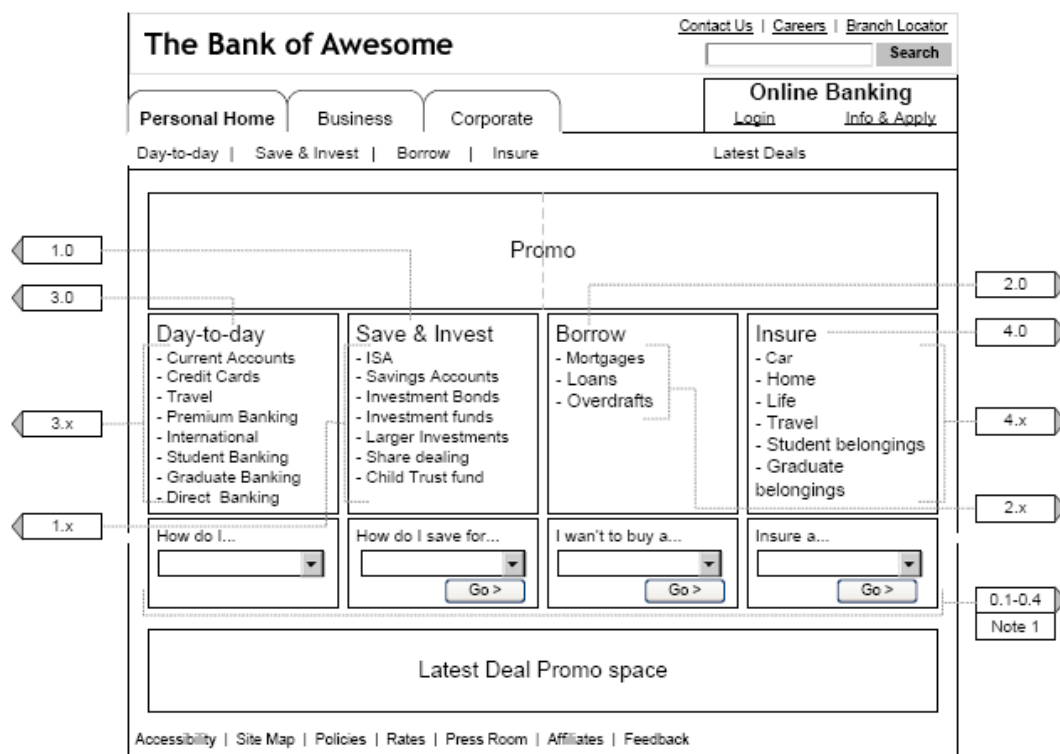 The Bank of Awesome
Contact Us | Careers | Branch Locator
Search
Online Banking
Login Info & Apply
Personal Home Business Corporate
Day-to-day | Save & Invest | Borrow | Insure Latest Deals
Promo
1.0
3.0
3.x
1.x
2.0
4.0
4.x
2.x
0.1-0.4
Note 1
Day-to-day
- Current Accounts
- Credit Cards
- Travel
- Premium Banking
- International
- Student Banking
- Graduate Banking
- Direct Banking
Save & Invest
- ISA
- Savings Accounts
- Investment Bonds
- Investment funds
- Larger Investments
- Share dealing
- Child Trust fund
Borrow
- Mortgages
- Loans
- Overdrafts
Insure
- Car
- Home
- Life
- Travel
- Student belongings
- Graduate
belongings
How do I...
How do I save for...
Go >
I wan't to buy a...
Go >
Insure a...
Go >
Latest Deal Promo space
Accessibility | Site Map | Policies | Rates | Press Room | Affiliates | Feedback